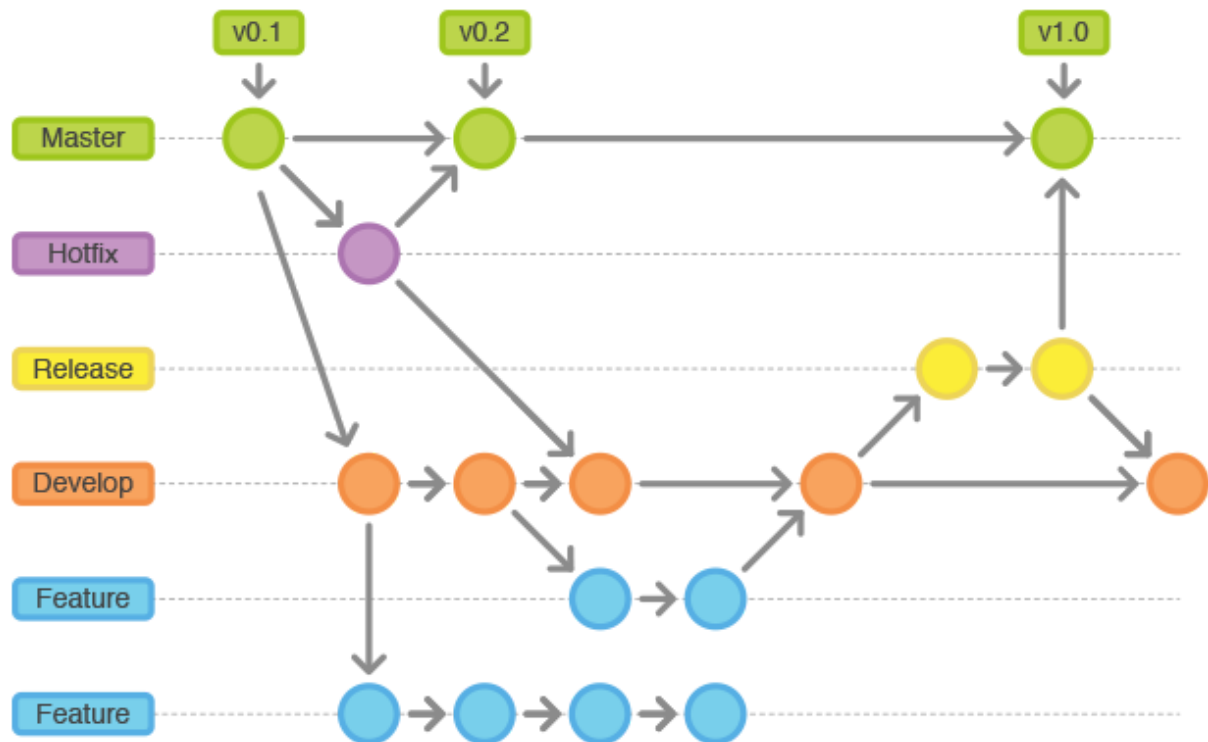 v0.1
v0.2
v1.0
Master
Hotfix
Release
Develop
Feature
Feature